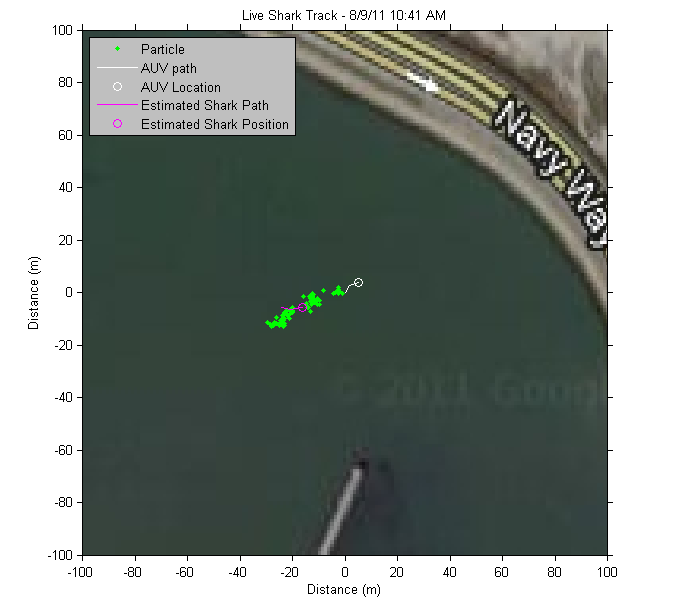 Live Shark Track - 8/9/11 10:41 AM
Particle
AUV path
AUV Location
Estimated Shark Path
Estimated Shark Position
Navy Way
© 2011 Goog
Distance (m)
100
80
60
40
20
0
-20
-40
-60
-80
-100
-100 -80 -60 -40 -20 0 20 40 60 80 100
Distance (m)